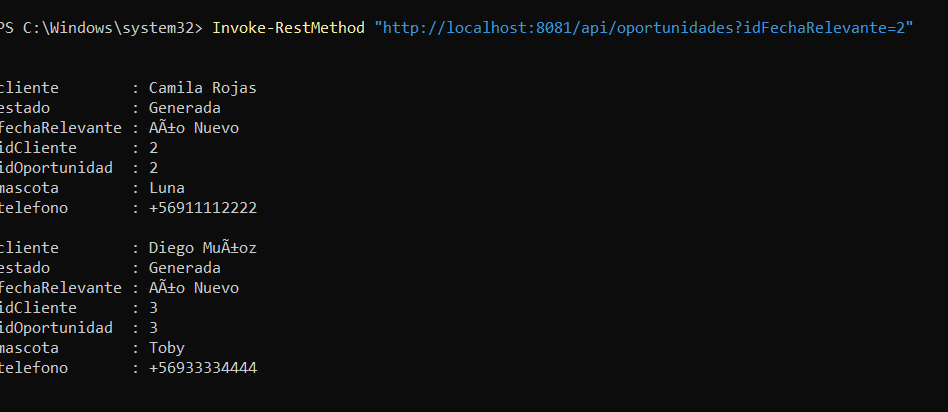 PS C:\Windows\system32> Invoke-RestMethod "http://localhost:8081/api/oportunidades?idFechaRelevante=2"
cliente : Camila Rojas
estado : Generada
fechaRelevante : AÃ±o Nuevo
idCliente : 2
idOportunidad : 2
mascota : Luna
telefono : +56911112222
cliente : Diego MuÃ±oz
estado : Generada
fechaRelevante : AÃ±o Nuevo
idCliente : 3
idOportunidad : 3
mascota : Toby
telefono : +56933334444